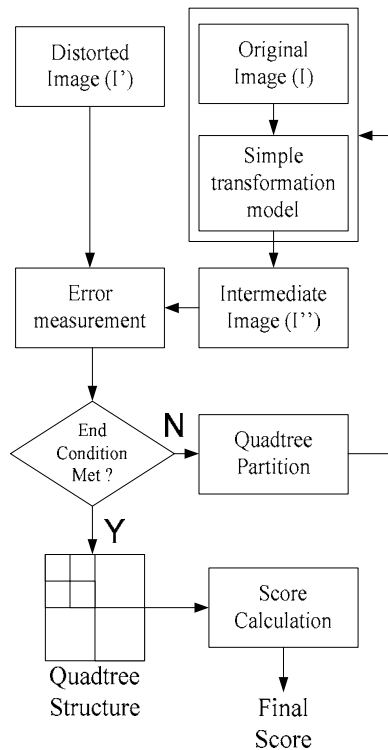 Distorted
Image (I')
Original
Image (I)
Simple
transformation
model
Error
measurement
Intermediate
Image (I'')
End
Condition
Met ?
N
Quadtree
Partition
Y
Quadtree
Structure
Score
Calculation
Final
Score